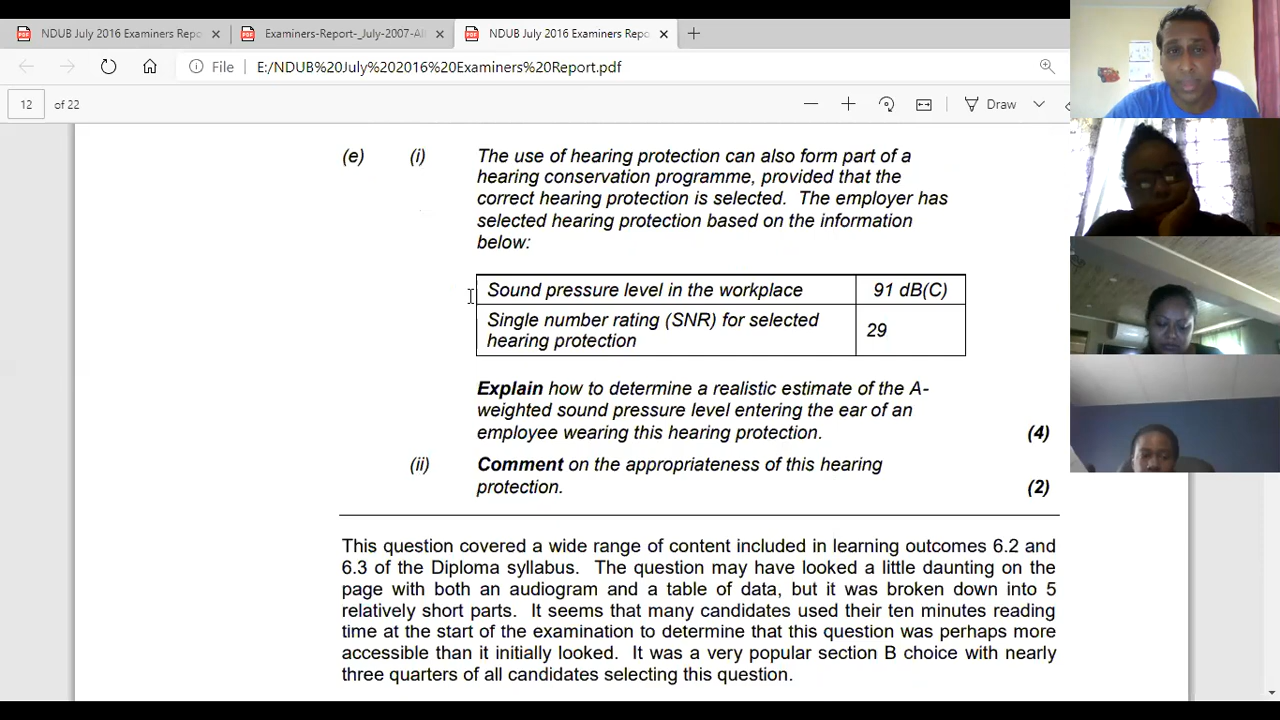 NDUB July 2016 Examiners Repo
Examiners-Report-_July-2007-Al
NDUB July 2016 Examiners Repo
File E:/NDUB%20July%202016%20Examiners%20Report.pdf
12 of 22
Draw
(e) (i) The use of hearing protection can also form part of a
hearing conservation programme, provided that the
correct hearing protection is selected. The employer has
selected hearing protection based on the information
below:
Sound pressure level in the workplace 91 dB(C)
Single number rating (SNR) for selected
hearing protection 29
Explain how to determine a realistic estimate of the A-
weighted sound pressure level entering the ear of an
employee wearing this hearing protection. (4)
(ii) Comment on the appropriateness of this hearing
protection. (2)
This question covered a wide range of content included in learning outcomes 6.2 and
6.3 of the Diploma syllabus. The question may have looked a little daunting on the
page with both an audiogram and a table of data, but it was broken down into 5
relatively short parts. It seems that many candidates used their ten minutes reading
time at the start of the examination to determine that this question was perhaps more
accessible than it initially looked. It was a very popular section B choice with nearly
three quarters of all candidates selecting this question.